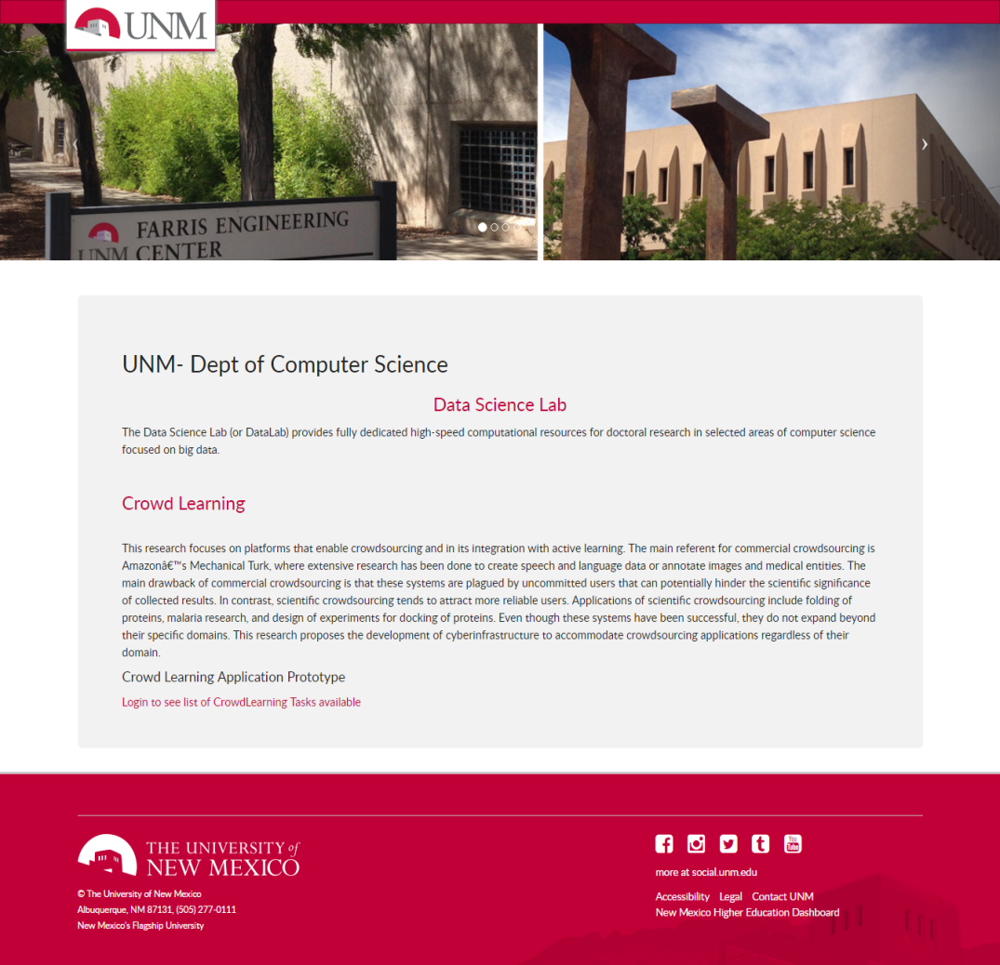 UNM
FARRIS ENGINEERING
UNM CENTER
UNM- Dept of Computer Science
Data Science Lab
The Data Science Lab (or DataLab) provides fully dedicated high-speed computational resources for doctoral research in selected areas of computer science
focused on big data.
Crowd Learning
This research focuses on platforms that enable crowdsourcing and in its integration with active learning. The main referent for commercial crowdsourcing is
Amazonâ€™s Mechanical Turk, where extensive research has been done to create speech and language data or annotate images and medical entities. The
main drawback of commercial crowdsourcing is that these systems are plagued by uncommitted users that can potentially hinder the scientific significance
of collected results. In contrast, scientific crowdsourcing tends to attract more reliable users. Applications of scientific crowdsourcing include folding of
proteins, malaria research, and design of experiments for docking of proteins. Even though these systems have been successful, they do not expand beyond
their specific domains. This research proposes the development of cyberinfrastructure to accommodate crowdsourcing applications regardless of their
domain.
Crowd Learning Application Prototype
Login to see list of CrowdLearning Tasks available
THE UNIVERSITY of
NEW MEXICO
© The University of New Mexico
Albuquerque, NM 87131, (505) 277-0111
New Mexico's Flagship University
You
Tube
more at social.unm.edu
Accessibility Legal Contact UNM
New Mexico Higher Education Dashboard